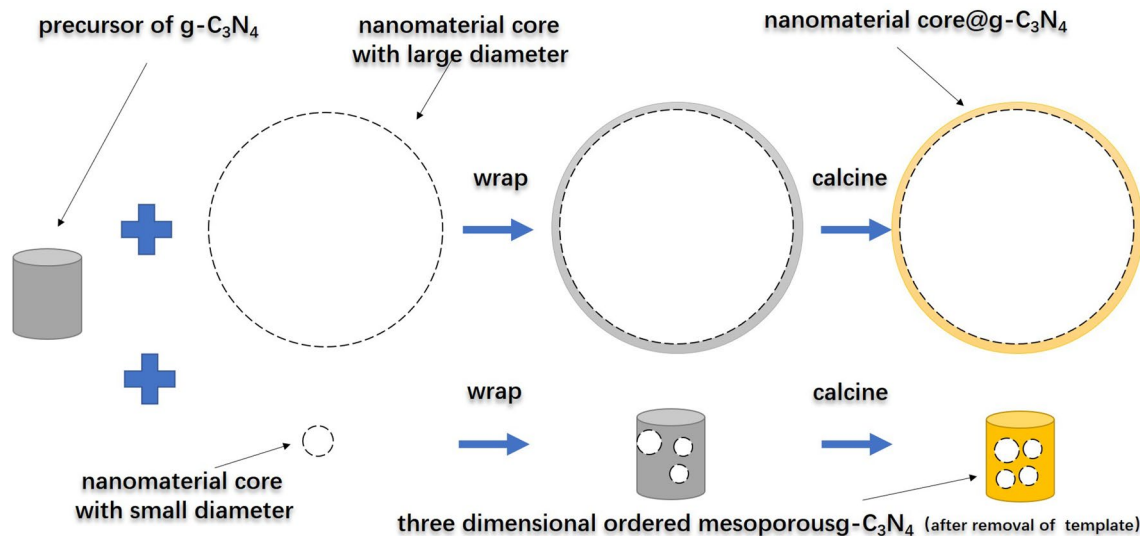 precursor of g-C₃N₄
nanomaterial core
with large diameter
nanomaterial core@g-C₃N₄
wrap
calcine
wrap
calcine
nanomaterial core
with small diameter
three dimensional ordered mesoporousg-C₃N₄ (after removal of template)